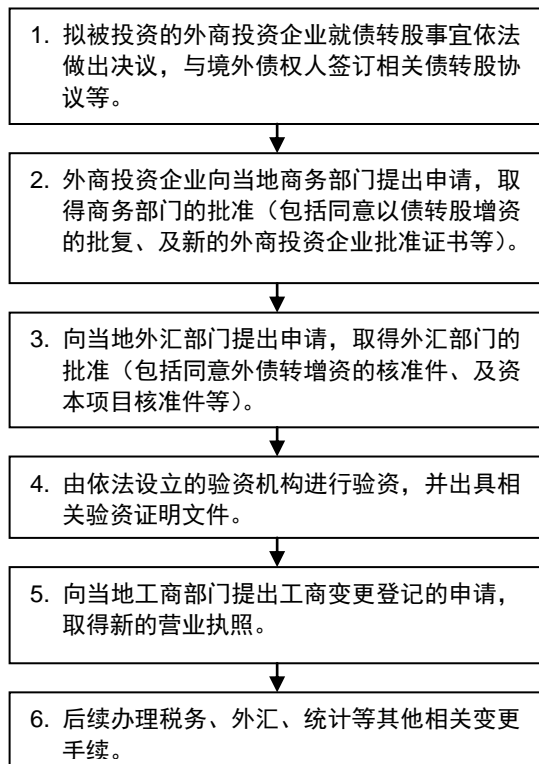 1. 拟被投资的外商投资企业就债转股事宜依法
做出决议，与境外债权人签订相关债转股协
议等。
2. 外商投资企业向当地商务部门提出申请，取
得商务部门的批准（包括同意以债转股增资
的批复、及新的外商投资企业批准证书等）。
3. 向当地外汇部门提出申请，取得外汇部门的
批准（包括同意外债转增资的核准件、及资
本项目核准件等）。
4. 由依法设立的验资机构进行验资，并出具相
关验资证明文件。
5. 向当地工商部门提出工商变更登记的申请，
取得新的营业执照。
6. 后续办理税务、外汇、统计等其他相关变更
手续。